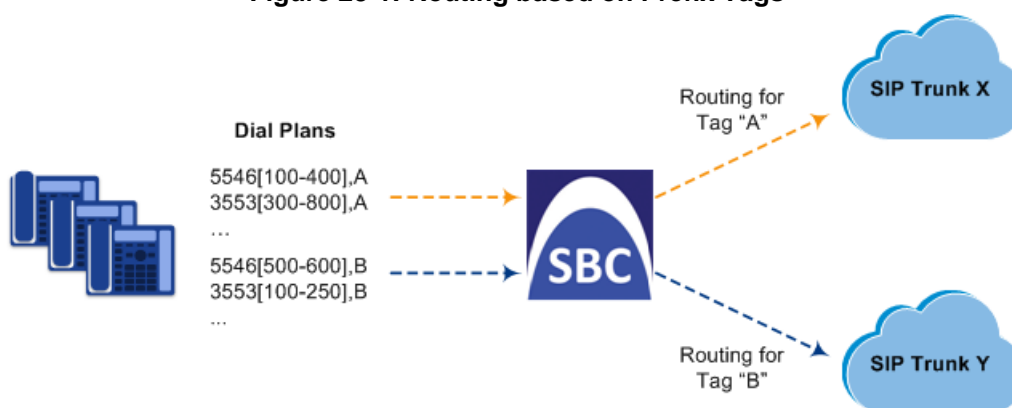 Dial Plans
5546[100-400],A
3553[300-800],A
...
5546[500-600],B
3553[100-250],B
...
SBC
Routing for
Tag “A”
SIP Trunk X
Routing for
Tag “B”
SIP Trunk Y